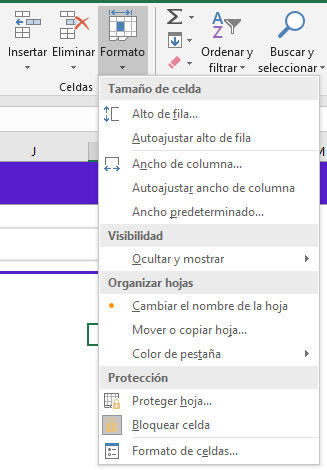 Insertar Eliminar Formato Ordenar y filtrar Buscar y seleccionar
Celdas
J M
Tamaño de celda
Alto de fila...
Autoajustar alto de fila
Ancho de columna...
Autoajustar ancho de columna
Ancho predeterminado...
Visibilidad
Ocultar y mostrar
Organizar hojas
Cambiar el nombre de la hoja
Mover o copiar hoja...
Color de pestaña
Protección
Proteger hoja...
Bloquear celda
Formato de celdas...